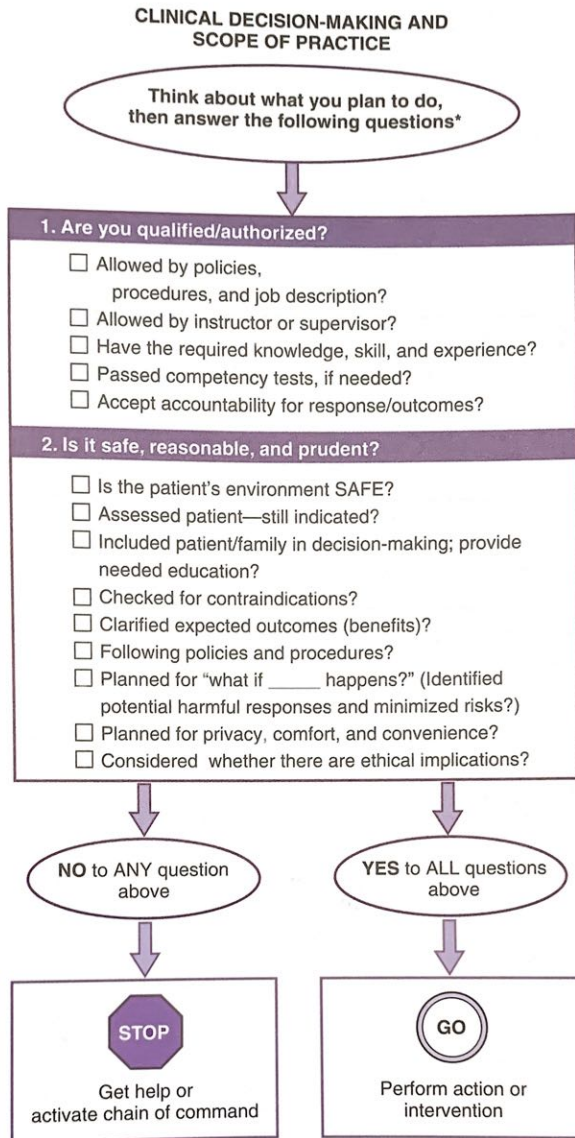 CLINICAL DECISION-MAKING AND
SCOPE OF PRACTICE
Think about what you plan to do,
then answer the following questions*
1. Are you qualified/authorized?
☐ Allowed by policies,
procedures, and job description?
☐ Allowed by instructor or supervisor?
☐ Have the required knowledge, skill, and experience?
☐ Passed competency tests, if needed?
☐ Accept accountability for response/outcomes?
2. Is it safe, reasonable, and prudent?
☐ Is the patient's environment SAFE?
☐ Assessed patient—still indicated?
☐ Included patient/family in decision-making; provide
needed education?
☐ Checked for contraindications?
☐ Clarified expected outcomes (benefits)?
☐ Following policies and procedures?
☐ Planned for "what if _____ happens?" (Identified
potential harmful responses and minimized risks?)
☐ Planned for privacy, comfort, and convenience?
☐ Considered whether there are ethical implications?
NO to ANY question
above
YES to ALL questions
above
STOP
Get help or
activate chain of command
GO
Perform action or
intervention